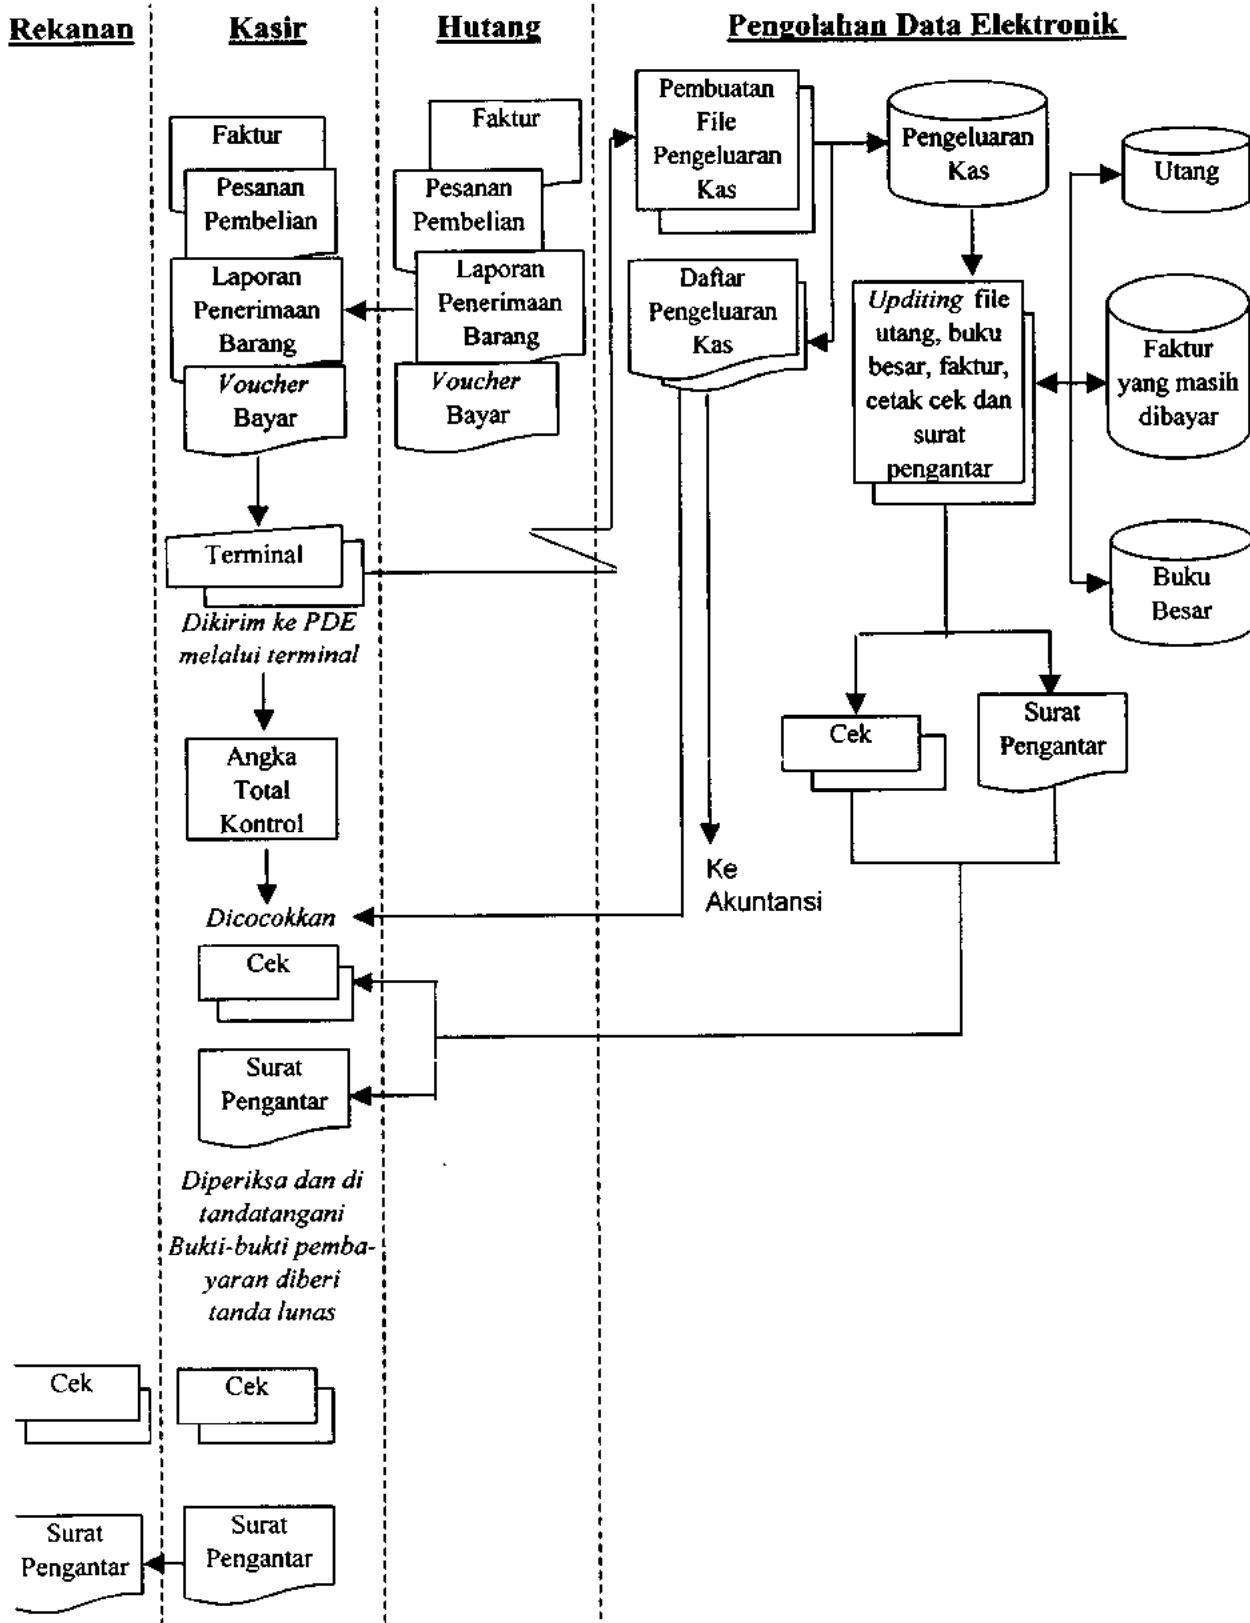 Rekanan
Kasir
Hutang
Pengolahan Data Elektronik
Faktur
Pesanan
Pembelian
Laporan
Penerimaan
Barang
Voucher
Bayar
Terminal
Dikirim ke PDE
melalui terminal
Angka
Total
Kontrol
Dicocokkan
Cek
Surat
Pengantar
Diperiksa dan di
tandatangani
Bukti-bukti pemba-
yaran diberi
tanda lunas
Cek
Surat
Pengantar
Cek
Surat
Pengantar
Faktur
Pesanan
Pembelian
Laporan
Penerimaan
Barang
Voucher
Bayar
Pembuatan
File
Pengeluaran
Kas
Daftar
Pengeluaran
Kas
Ke
Akuntansi
Pengeluaran
Kas
Upditing file
utang, buku
besar, faktur,
cetak cek dan
surat
pengantar
Cek
Surat
Pengantar
Utang
Faktur
yang masih
dibayar
Buku
Besar